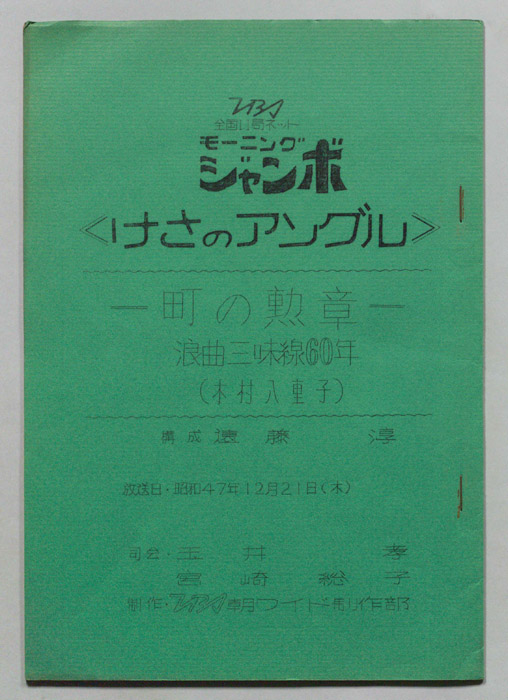 TBS
全国11局ネット
モーニング
ジャンボ
<けさのアングル>
―町の勲章―
浪曲三味線60年
(木村八重子)
構成 遠藤 淳
放送日・昭和47年12月21日(木)
司会・玉井 孝
宮崎総子
制作・TBS朝ワイド制作部